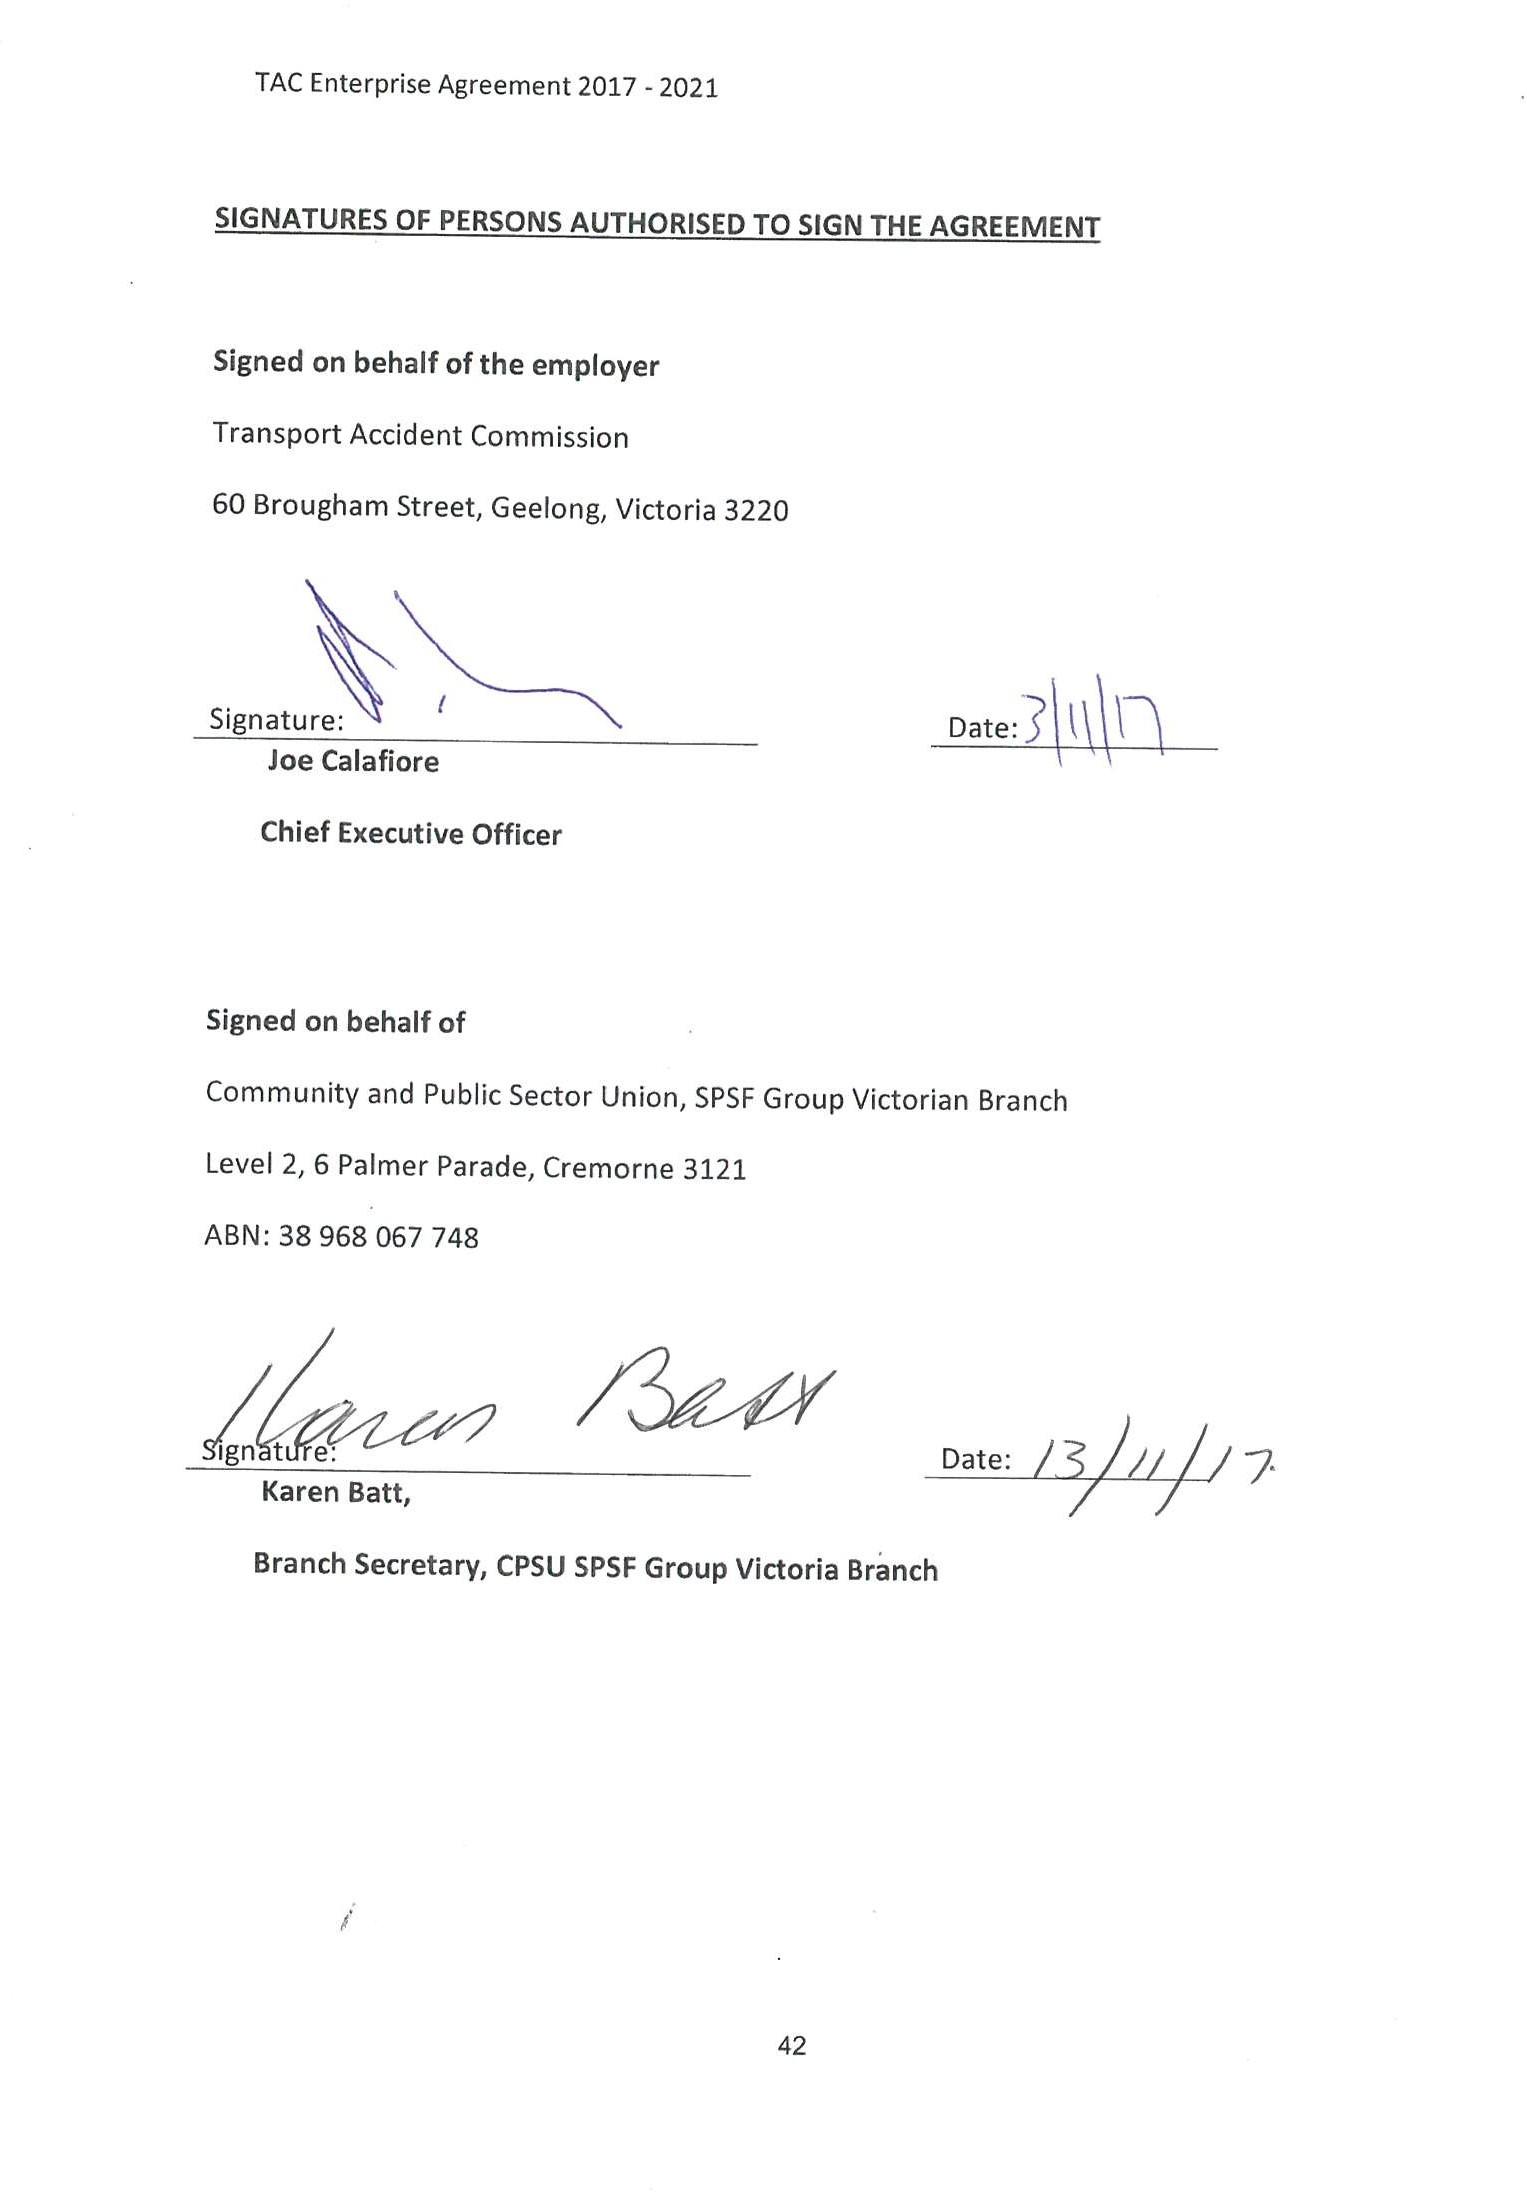 TAC Enterprise Agreement 2017 - 2021
SIGNATURES OF PERSONS AUTHORISED TO SIGN THE AGREEMENT
Signed on behalf of the employer
Transport Accident Commission
60 Brougham Street, Geelong, Victoria 3220
Signature: Date: 3/11/17
Joe Calafiore
Chief Executive Officer
Signed on behalf of
Community and Public Sector Union, SPSF Group Victorian Branch
Level 2, 6 Palmer Parade, Cremorne 3121
ABN: 38 968 067 748
Karen Batt
Signature: Date: 13/11/17.
Karen Batt,
Branch Secretary, CPSU SPSF Group Victoria Branch
42